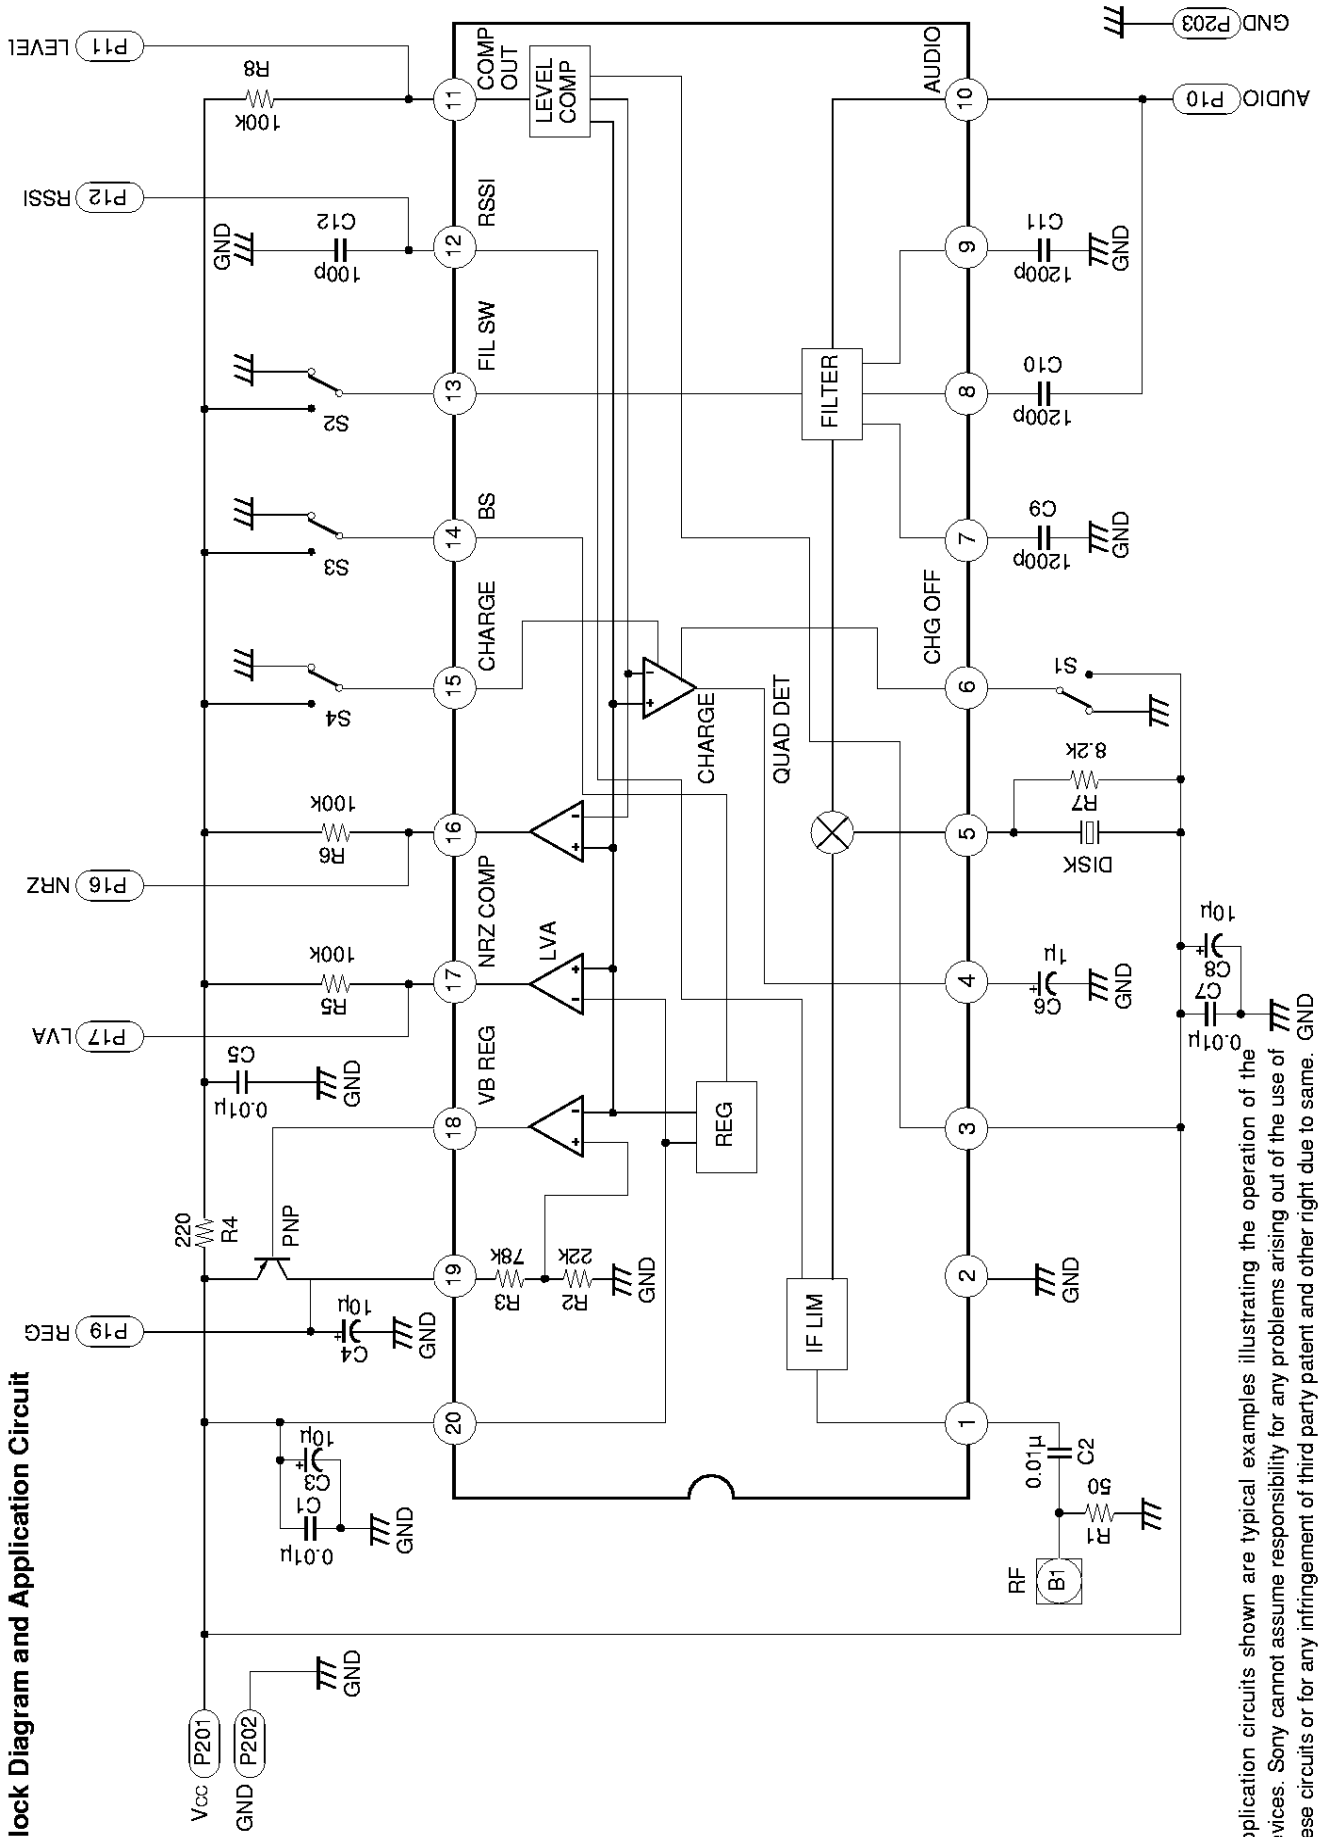 lock Diagram and Application Circuit
Vcc P201
GND P202
GND
REG P19
LVA P17
NRZ P16
RSSI P12
LEVEL P11
220
R4
PNP
C1
0.01µ
C3
10µ
GND
C4
10µ
GND
C5
0.01µ
GND
R5
100k
R6
100k
S4
S3
S2
GND
C12
100p
R8
100k
20
19
18
17
16
15
14
13
12
11
VB REG
NRZ COMP
CHARGE
BS
FIL SW
RSSI
COMP
OUT
R3
78k
R2
22k
GND
LVA
LEVEL
COMP
REG
CHARGE
QUAD DET
IF LIM
FILTER
CHG OFF
AUDIO
1
2
3
4
5
6
7
8
9
10
RF
B1
R1
50
0.01µ
C2
GND
C6
1µ
GND
DISK
R7
8.2k
S1
C9
1200p
GND
C10
1200p
C11
1200p
GND
C7
0.01µ
C8
10µ
GND
AUDIO P10
GND P203
pplication circuits shown are typical examples illustrating the operation of the
evices. Sony cannot assume responsibility for any problems arising out of the use of
ese circuits or for any infringement of third party patent and other right due to same.